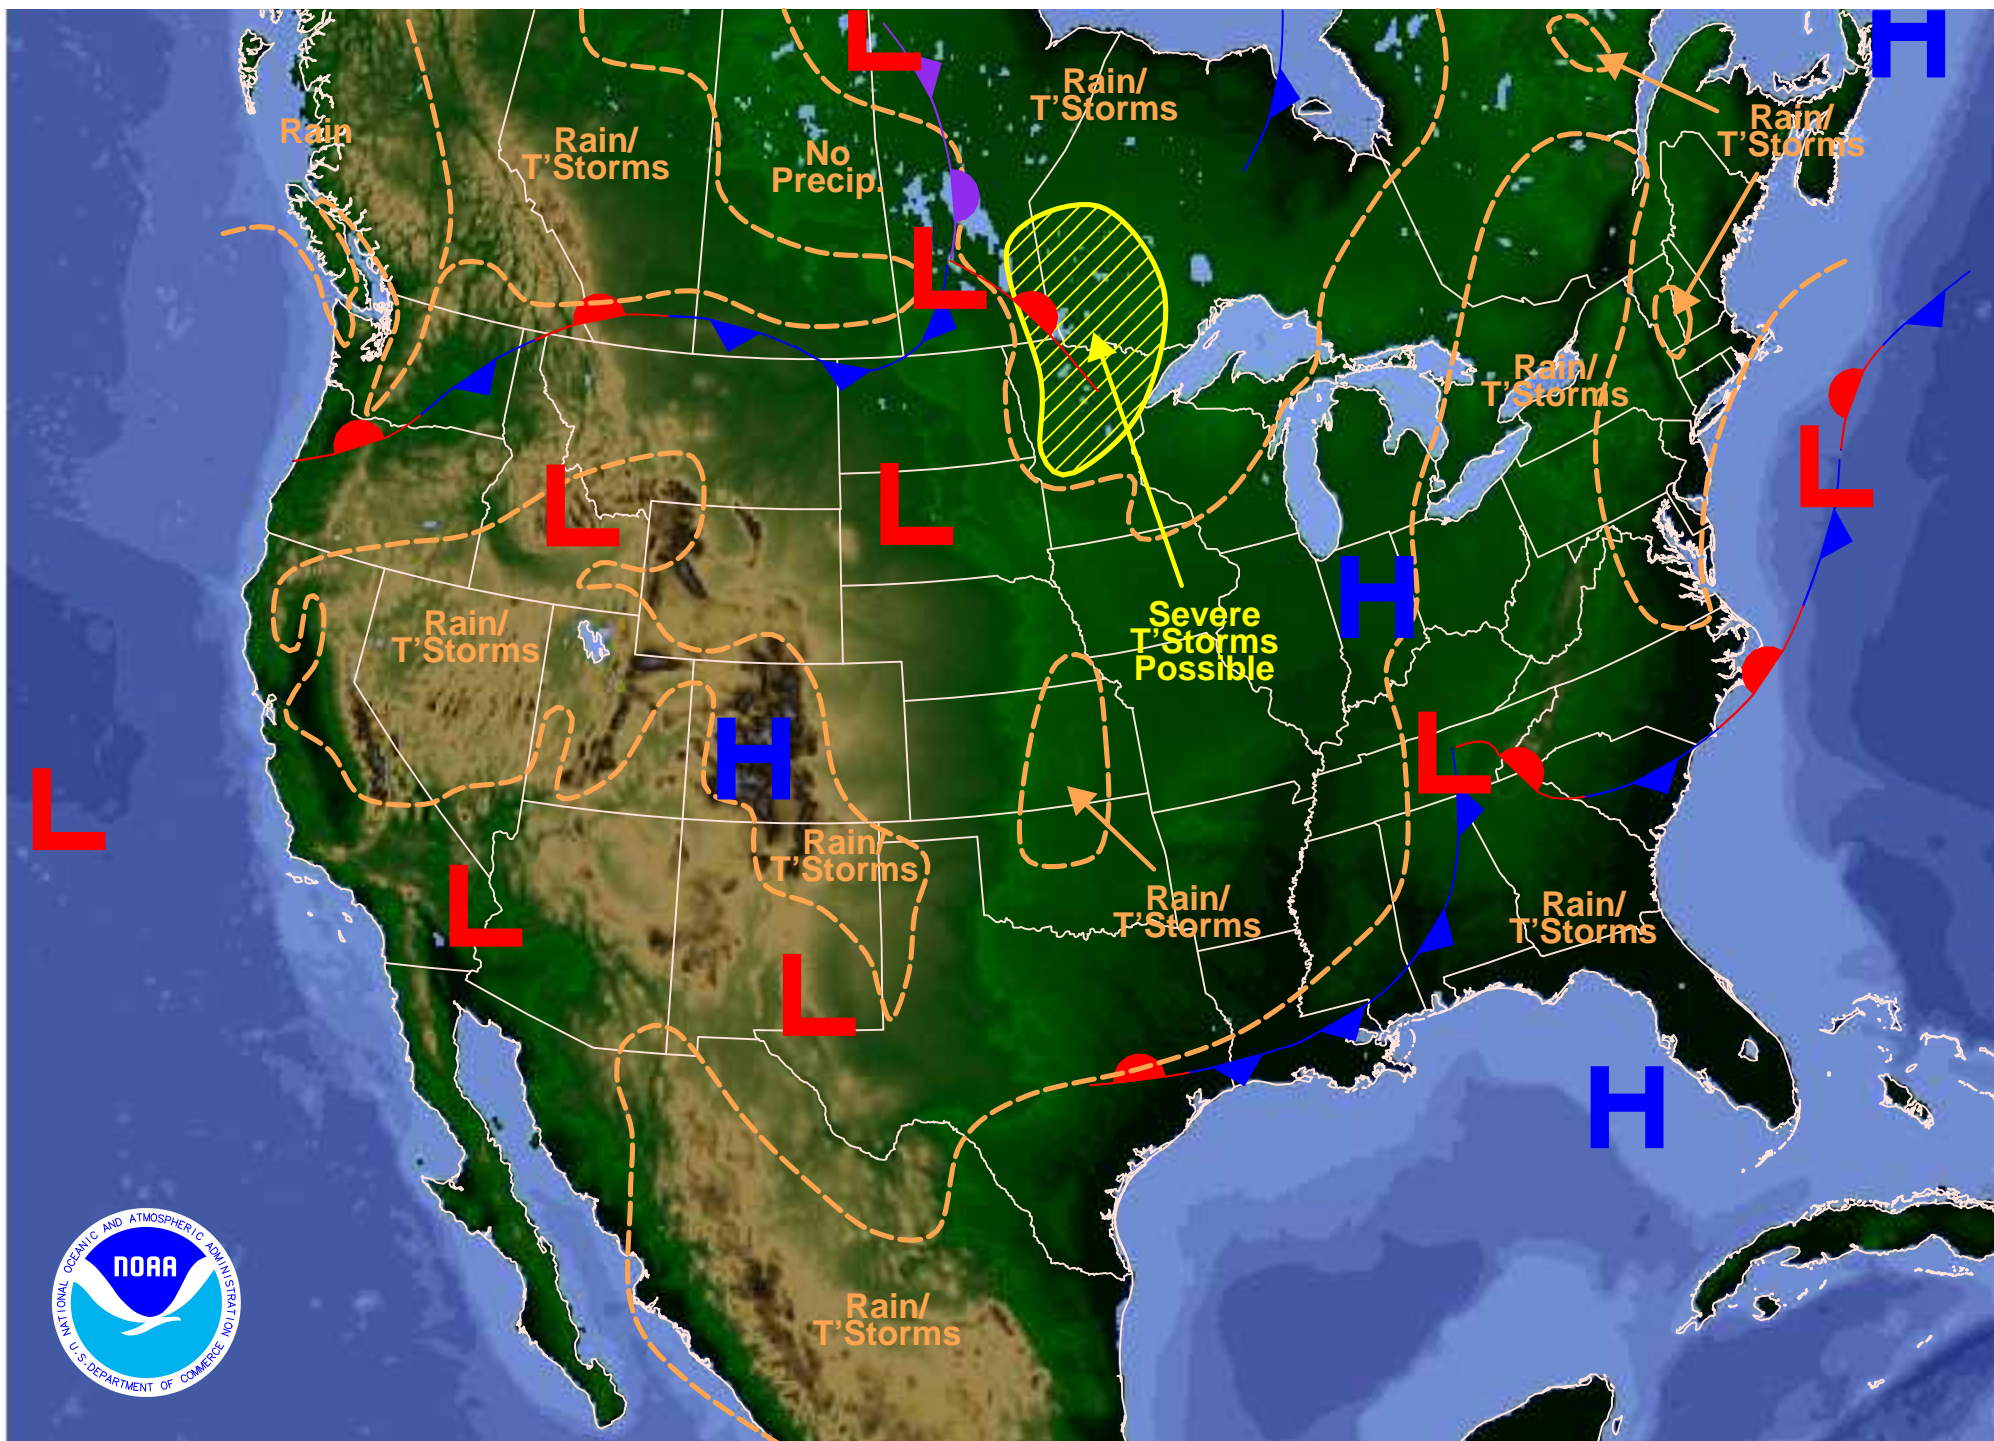 L
H
Rain/
T'Storms
Rain
Rain/
T'Storms
No
Precip.
Rain/
T'Storms
L
Rain/
T'Storms
L
L
L
H
Severe
T'Storms
Possible
Rain/
T'Storms
H
L
L
Rain/
T'Storms
L
Rain/
T'Storms
Rain/
T'Storms
L
H
NATIONAL OCEANIC AND ATMOSPHERIC ADMINISTRATION
NOAA
U.S. DEPARTMENT OF COMMERCE
Rain/
T'Storms